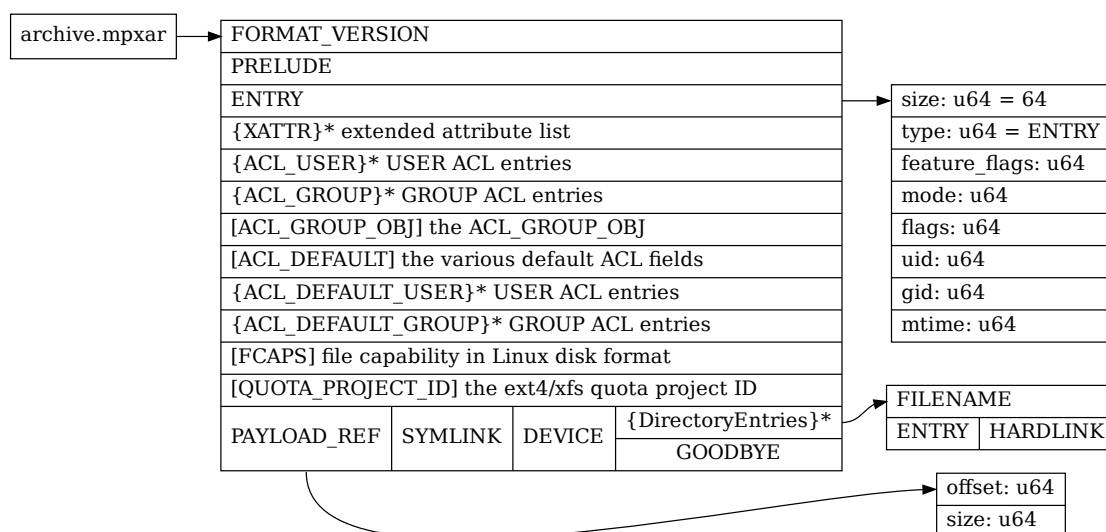 archive.mpxar
FORMAT_VERSION
PRELUDE
ENTRY
{XATTR}* extended attribute list
{ACL_USER}* USER ACL entries
{ACL_GROUP}* GROUP ACL entries
[ACL_GROUP_OBJ] the ACL_GROUP_OBJ
[ACL_DEFAULT] the various default ACL fields
{ACL_DEFAULT_USER}* USER ACL entries
{ACL_DEFAULT_GROUP}* GROUP ACL entries
[FCAPS] file capability in Linux disk format
[QUOTA_PROJECT_ID] the ext4/xfs quota project ID
PAYLOAD_REF SYMLINK DEVICE {DirectoryEntries}*
GOODBYE
size: u64 = 64
type: u64 = ENTRY
feature_flags: u64
mode: u64
flags: u64
uid: u64
gid: u64
mtime: u64
FILENAME
ENTRY HARDLINK
offset: u64
size: u64